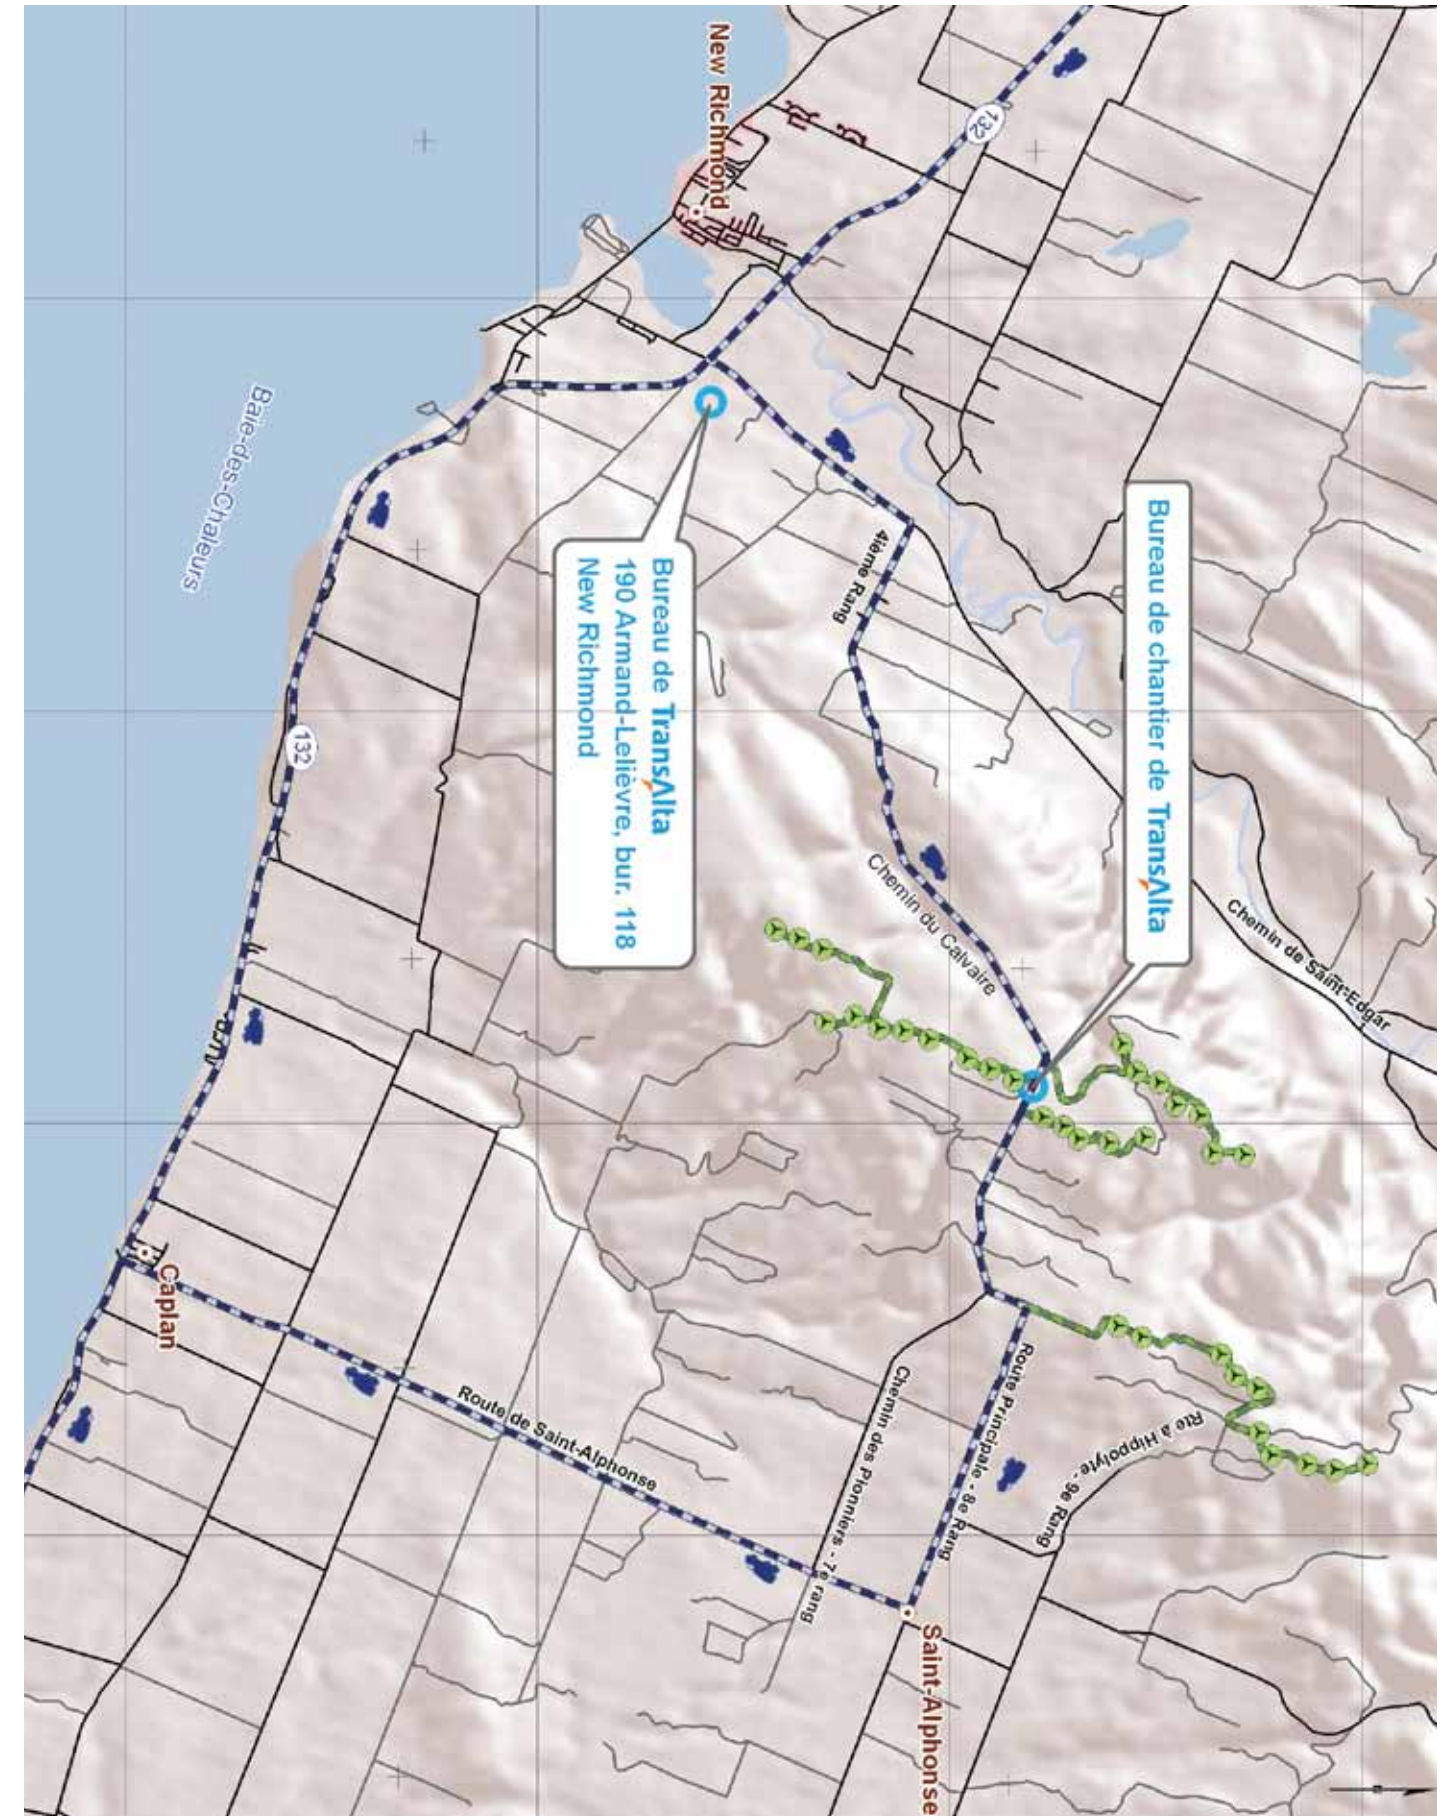 New Richmond
132
Baie-des-Chaleurs
132
Bureau de TransAlta
190 Armand-Lelièvre, bur. 118
New Richmond
Bureau de chantier de TransAlta
4ième Rang
Chemin du Calvaire
Chemin de Saint-Edgar
Caplan
Route de Saint-Alphonse
Chemin des Pionniers - 7e rang
Route Principale - 8e Rang
Rte à Hippolyte - 9e Rang
Saint-Alphonse